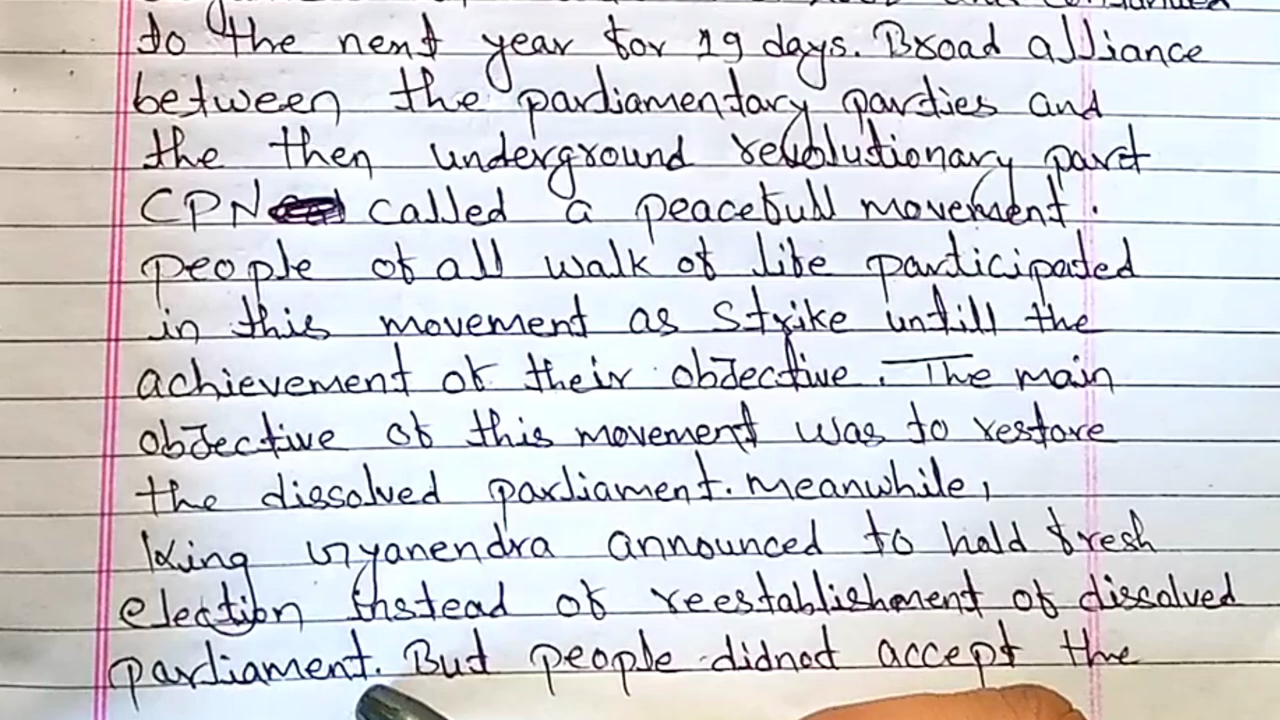 to the next year for 19 days. Broad alliance
between the parliamentary parties and
the then underground revolutionary part
CPN called a peacefull movement.
people of all walk of life participated
in this movement as strike untill the
achievement of their objective. The main
objective of this movement was to restore
the dissolved parliament. meanwhile,
king Gyanendra announced to hold fresh
election instead of reestablishment of dissolved
parliament. But people didnot accept the